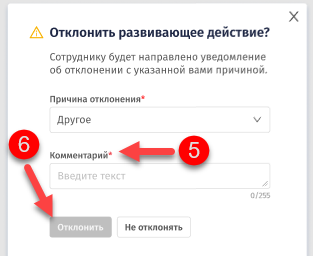 Отклонить развивающее действие?
Сотруднику будет направлено уведомление
об отклонении с указанной вами причиной.
Причина отклонения*
Другое
6
Комментарий*
5
Введите текст
0/255
Отклонить
Не отклонять